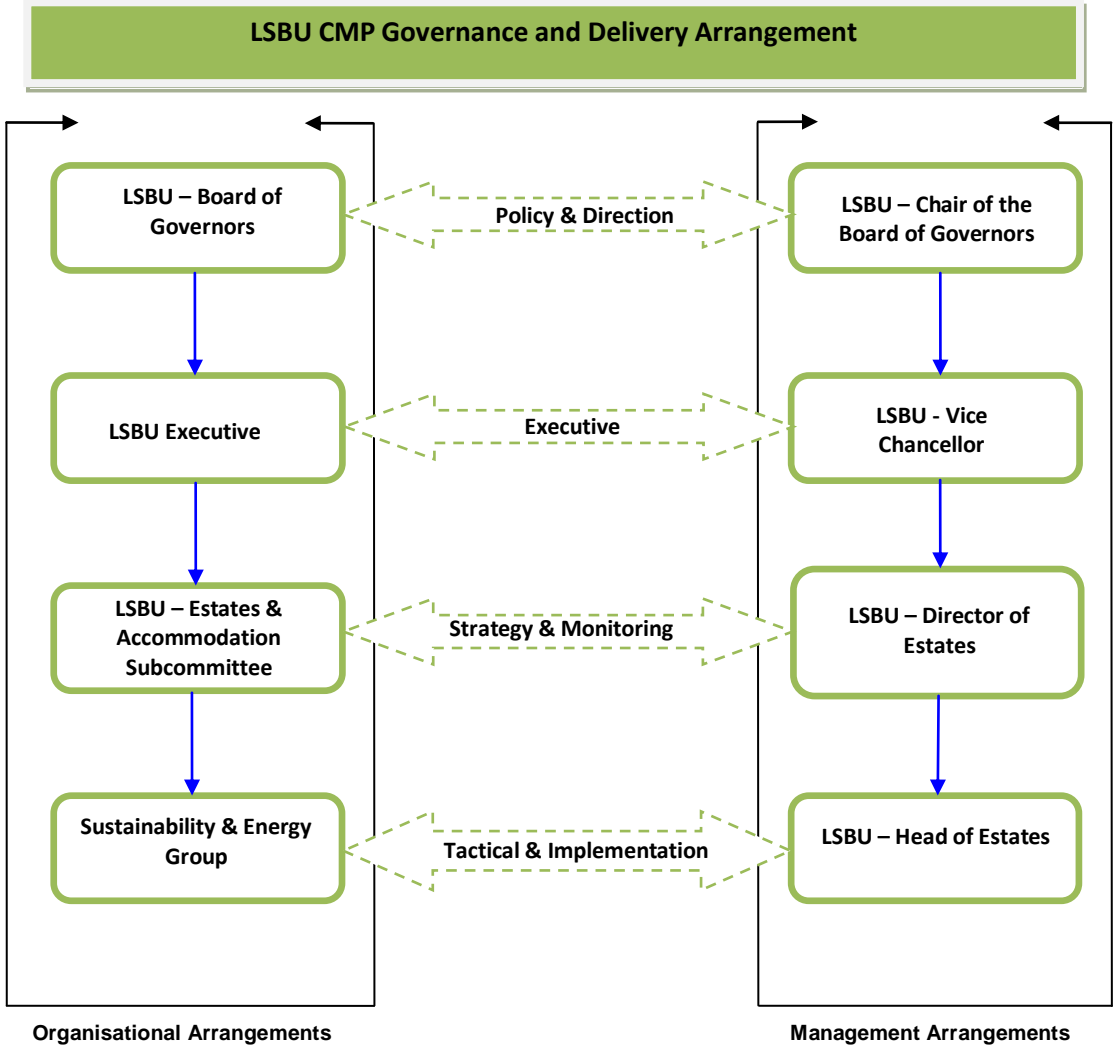 LSBU CMP Governance and Delivery Arrangement
LSBU – Board of
Governors
Policy & Direction
LSBU – Chair of the
Board of Governors
LSBU Executive
Executive
LSBU - Vice
Chancellor
LSBU – Estates &
Accommodation
Subcommittee
Strategy & Monitoring
LSBU – Director of
Estates
Sustainability & Energy
Group
Tactical & Implementation
LSBU – Head of Estates
Organisational Arrangements
Management Arrangements